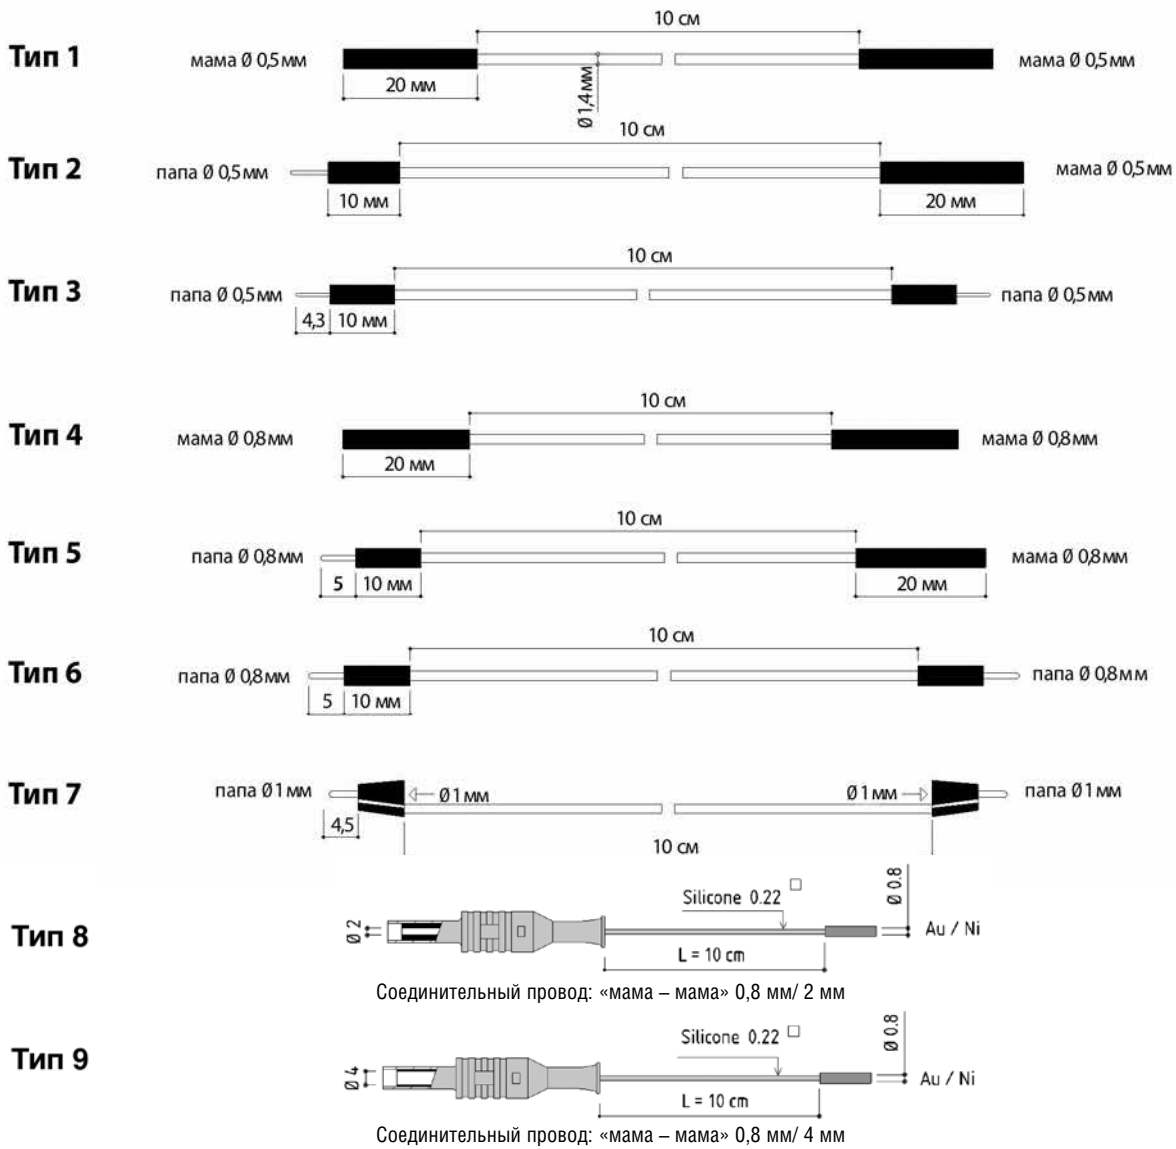 10 см
Тип 1
мама Ø 0,5мм
мама Ø 0,5мм
20 мм
Ø1,4мм
10 см
Тип 2
папа Ø 0,5мм
мама Ø 0,5мм
10 мм
20 мм
10 см
Тип 3
папа Ø 0,5мм
папа Ø 0,5мм
4,3
10 мм
10 см
Тип 4
мама Ø 0,8мм
мама Ø 0,8мм
20 мм
10 см
Тип 5
папа Ø 0,8мм
мама Ø 0,8мм
5
10 мм
20 мм
10 см
Тип 6
папа Ø 0,8мм
папа Ø 0,8мм
5
10 мм
Тип 7
папа Ø1мм
Ø1мм
Ø1мм
папа Ø1мм
4,5
10 см
Тип 8
Ø 2
Silicone 0.22 □
Ø 0.8
Au / Ni
L = 10 cm
Соединительный провод: «мама – мама» 0,8 мм/ 2 мм
Тип 9
Ø 4
Silicone 0.22 □
Ø 0.8
Au / Ni
L = 10 cm
Соединительный провод: «мама – мама» 0,8 мм/ 4 мм